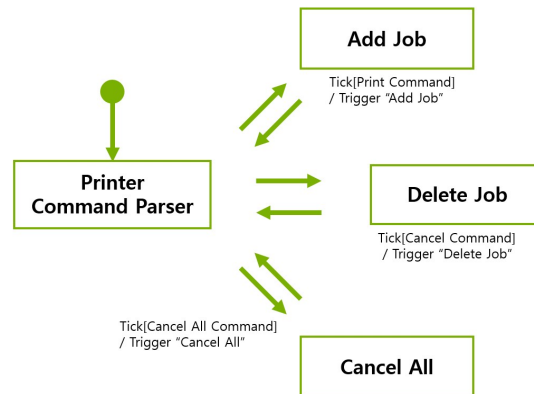 Add Job
Tick[Print Command]
/ Trigger "Add Job"
Printer
Command Parser
Delete Job
Tick[Cancel Command]
/ Trigger "Delete Job"
Tick[Cancel All Command]
/ Trigger "Cancel All"
Cancel All